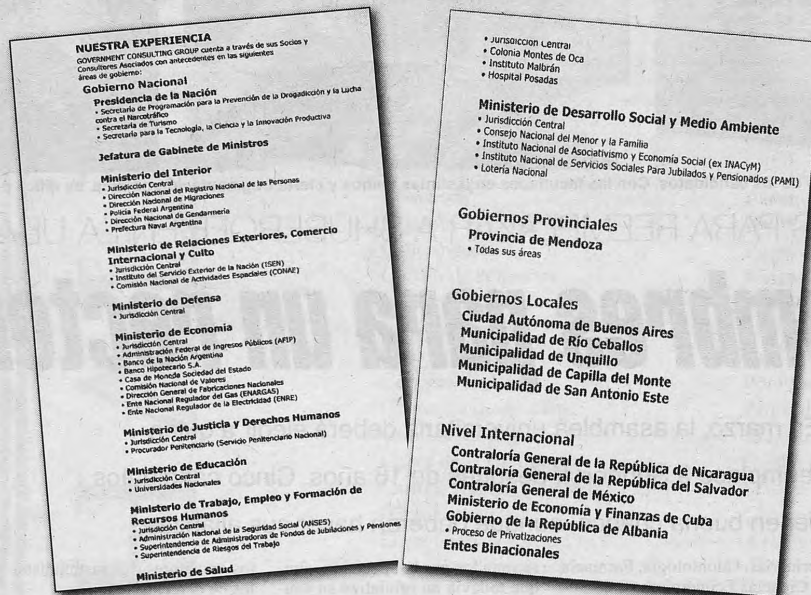 NUESTRA EXPERIENCIA
GOVERNMENT CONSULTING GROUP cuenta a través de sus Socios y
Consultores Asociados con antecedentes en las siguientes
áreas de gobierno:
Gobierno Nacional
Presidencia de la Nación
• Secretaría de Programación para la Prevención de la Drogadicción y la Lucha
contra el Narcotráfico
• Secretaría de Turismo
• Secretaría para la Tecnología, la Ciencia y la Innovación Productiva
Jefatura de Gabinete de Ministros
Ministerio del Interior
• Jurisdicción Central
• Dirección Nacional del Registro Nacional de las Personas
• Dirección Nacional de Migraciones
• Policía Federal Argentina
• Dirección Nacional de Gendarmería
• Prefectura Naval Argentina
Ministerio de Relaciones Exteriores, Comercio
Internacional y Culto
• Jurisdicción Central
• Instituto del Servicio Exterior de la Nación (ISEN)
• Comisión Nacional de Actividades Espaciales (CONAE)
Ministerio de Defensa
• Jurisdicción Central
Ministerio de Economía
• Jurisdicción Central
• Administración Federal de Ingresos Públicos (AFIP)
• Banco de la Nación Argentina
• Banco Hipotecario S.A.
• Casa de Moneda Sociedad del Estado
• Comisión Nacional de Valores
• Dirección General de Fabricaciones Nacionales
• Ente Nacional Regulador del Gas (ENARGAS)
• Ente Nacional Regulador de la Electricidad (ENRE)
Ministerio de Justicia y Derechos Humanos
• Jurisdicción Central
• Procurador Penitenciario (Servicio Penitenciario Nacional)
Ministerio de Educación
• Jurisdicción Central
• Universidades Nacionales
Ministerio de Trabajo, Empleo y Formación de
Recursos Humanos
• Jurisdicción Central
• Administración Nacional de la Seguridad Social (ANSES)
• Superintendencia de Administradoras de Fondos de Jubilaciones y Pensiones
• Superintendencia de Riesgos del Trabajo
Ministerio de Salud
• Jurisdicción Central
• Colonia Montes de Oca
• Instituto Malbrán
• Hospital Posadas
Ministerio de Desarrollo Social y Medio Ambiente
• Jurisdicción Central
• Consejo Nacional del Menor y la Familia
• Instituto Nacional de Asociativismo y Economía Social (ex INACyM)
• Instituto Nacional de Servicios Sociales Para Jubilados y Pensionados (PAMI)
• Lotería Nacional
Gobiernos Provinciales
Provincia de Mendoza
• Todas sus áreas
Gobiernos Locales
Ciudad Autónoma de Buenos Aires
Municipalidad de Río Ceballos
Municipalidad de Unquillo
Municipalidad de Capilla del Monte
Municipalidad de San Antonio Este
Nivel Internacional
Contraloría General de la República de Nicaragua
Contraloría General de la República del Salvador
Contraloría General de México
Ministerio de Economía y Finanzas de Cuba
Gobierno de la República de Albania
• Proceso de Privatizaciones
Entes Binacionales